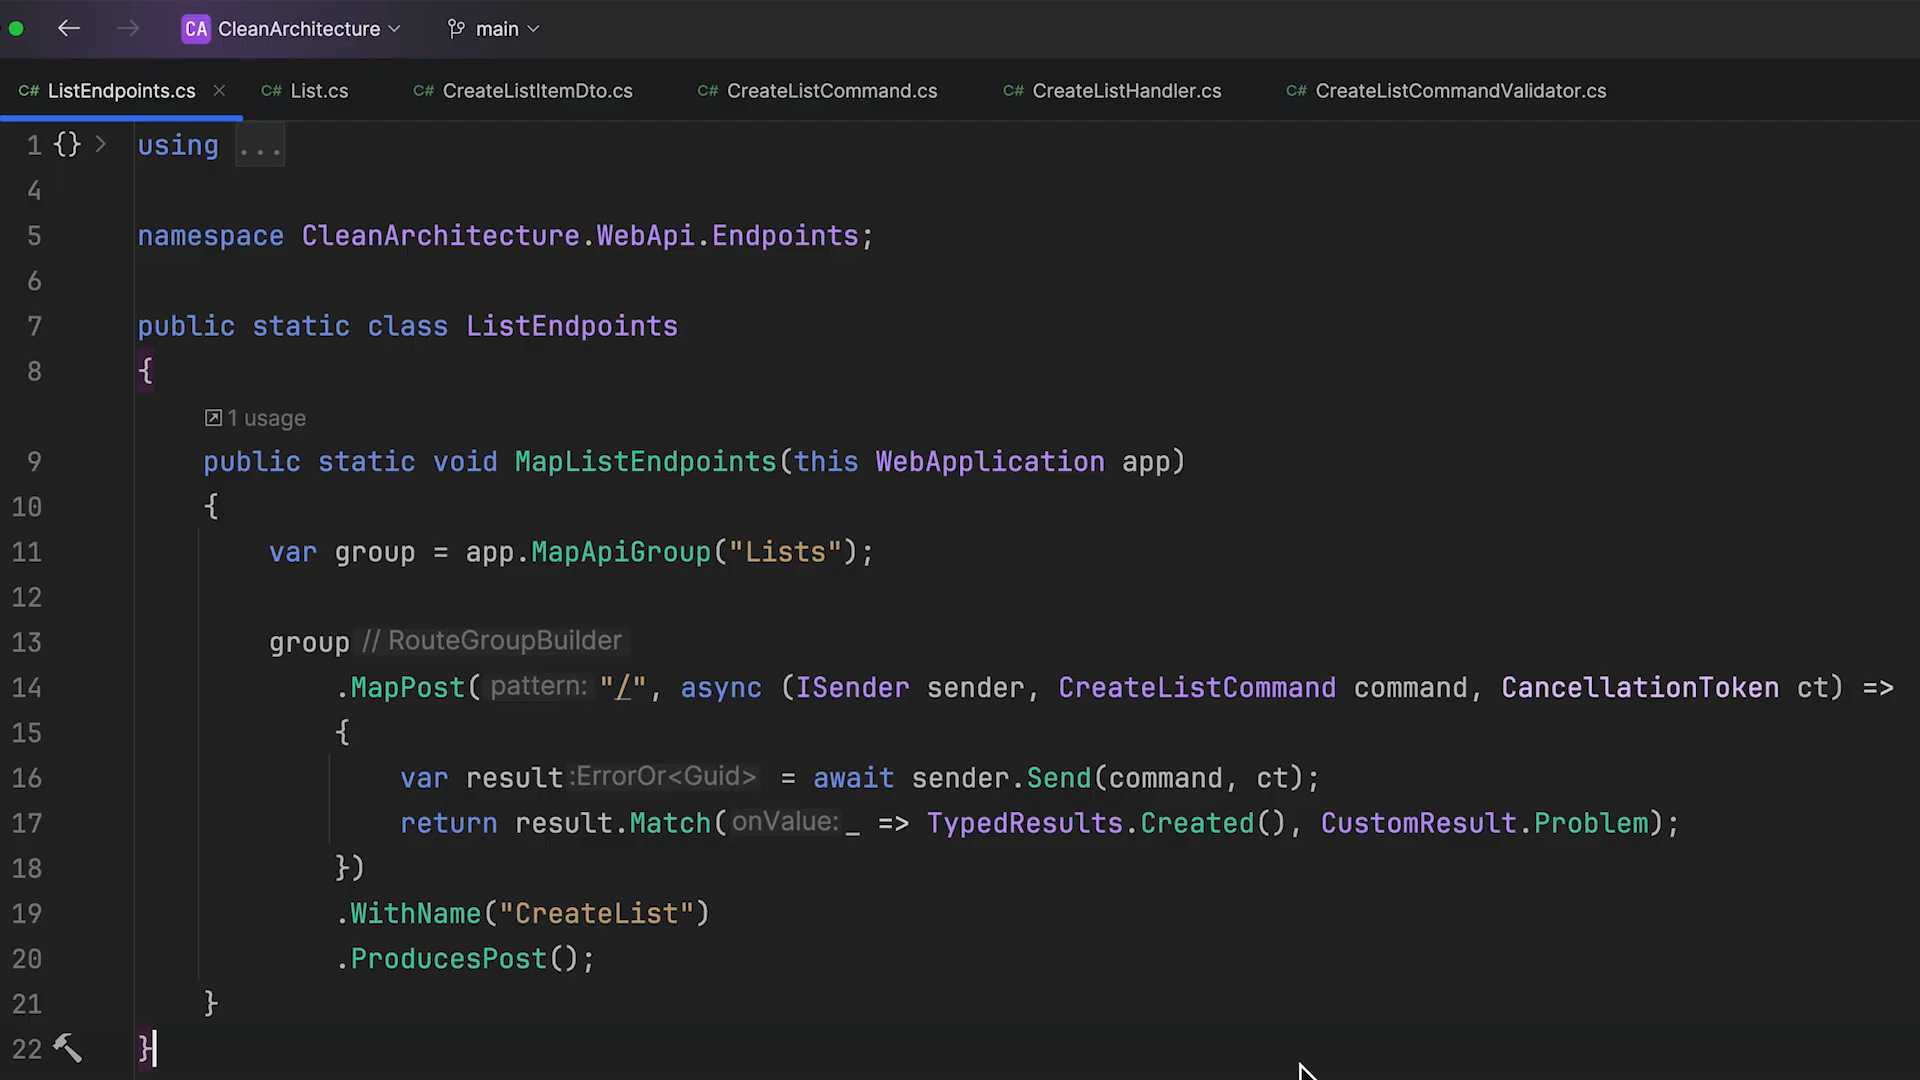 CA CleanArchitecture main
C# ListEndpoints.cs C# List.cs C# CreateListItemDto.cs C# CreateListCommand.cs C# CreateListHandler.cs C# CreateListCommandValidator.cs
1 {} using ...
4
5 namespace CleanArchitecture.WebApi.Endpoints;
6
7 public static class ListEndpoints
8 {
1 usage
9 public static void MapListEndpoints(this WebApplication app)
10 {
11 var group = app.MapApiGroup("Lists");
12
13 group // RouteGroupBuilder
14 .MapPost( pattern: "/", async (ISender sender, CreateListCommand command, CancellationToken ct) =>
15 {
16 var result :ErrorOr<Guid> = await sender.Send(command, ct);
17 return result.Match( onValue: _ => TypedResults.Created(), CustomResult.Problem);
18 })
19 .WithName("CreateList")
20 .ProducesPost();
21 }
22 }